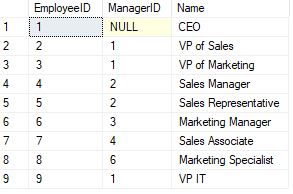 EmployeeID ManagerID Name
1 1 NULL CEO
2 2 1 VP of Sales
3 3 1 VP of Marketing
4 4 2 Sales Manager
5 5 2 Sales Representative
6 6 3 Marketing Manager
7 7 4 Sales Associate
8 8 6 Marketing Specialist
9 9 1 VP IT